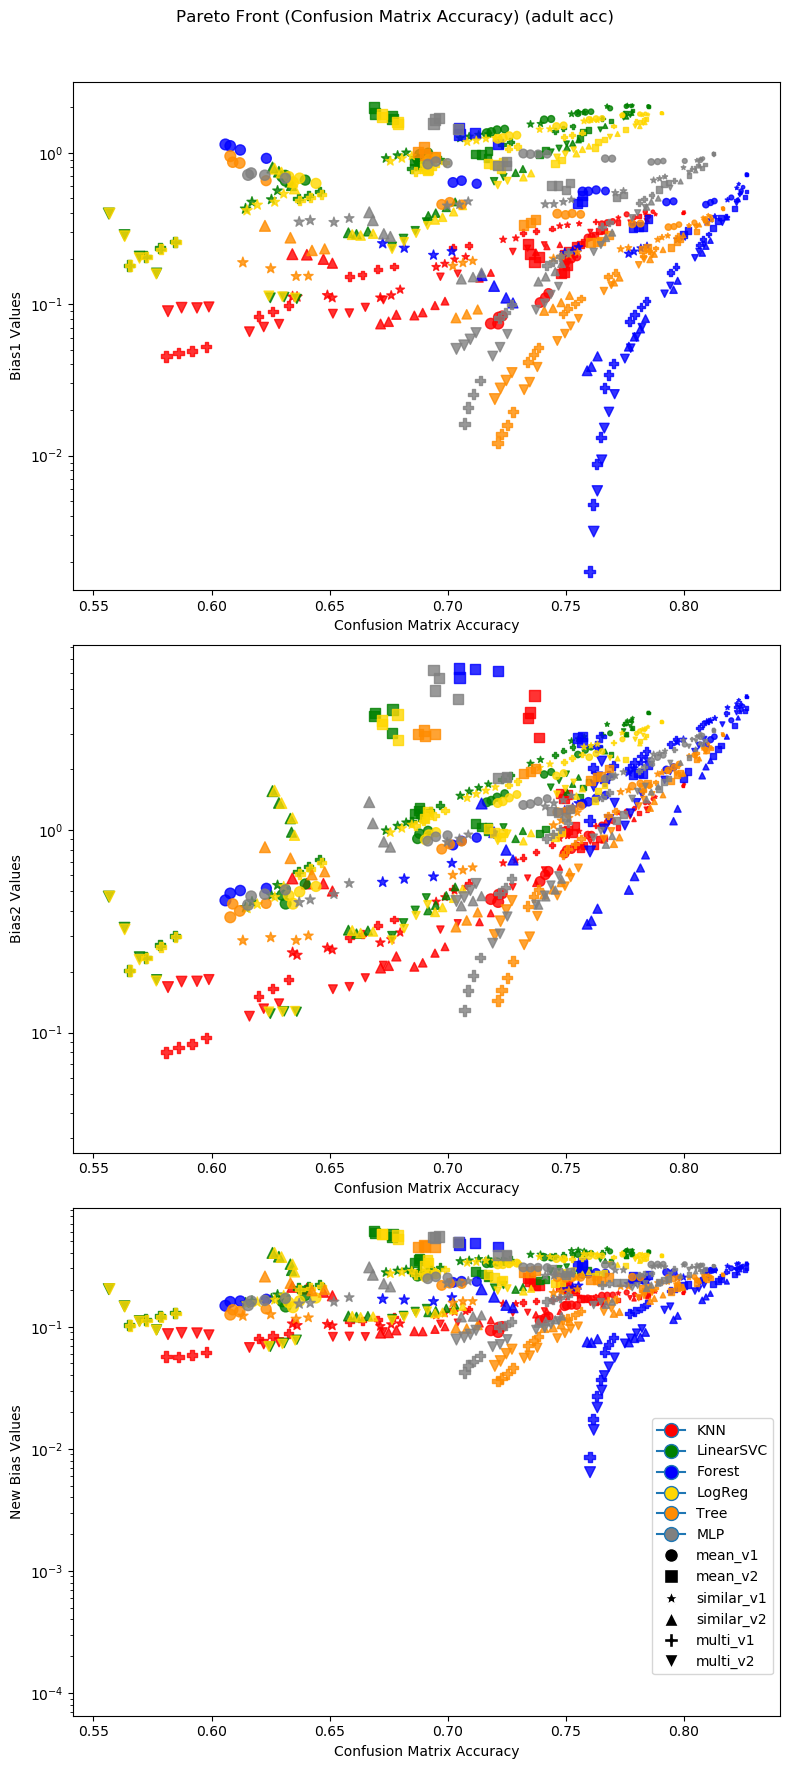 Pareto Front (Confusion Matrix Accuracy) (adult acc)
10^0
10^-1
10^-2
Bias1 Values
0.55 0.60 0.65 0.70 0.75 0.80
Confusion Matrix Accuracy
10^0
10^-1
Bias2 Values
0.55 0.60 0.65 0.70 0.75 0.80
Confusion Matrix Accuracy
10^-1
10^-2
10^-3
10^-4
New Bias Values
KNN
LinearSVC
Forest
LogReg
Tree
MLP
mean_v1
mean_v2
similar_v1
similar_v2
multi_v1
multi_v2
0.55 0.60 0.65 0.70 0.75 0.80
Confusion Matrix Accuracy